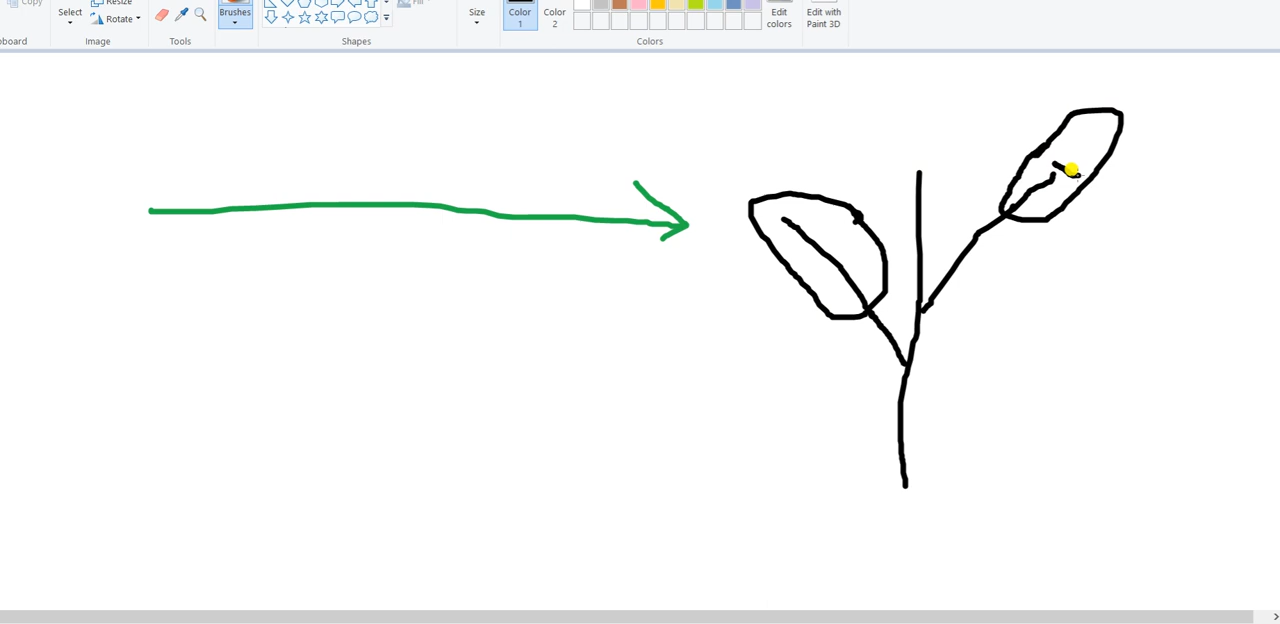 Copy
Select
Resize
Rotate
Brushes
Fill
Size
Color
1
Color
2
Edit
colors
Edit with
Paint 3D
board
Image
Tools
Shapes
Colors